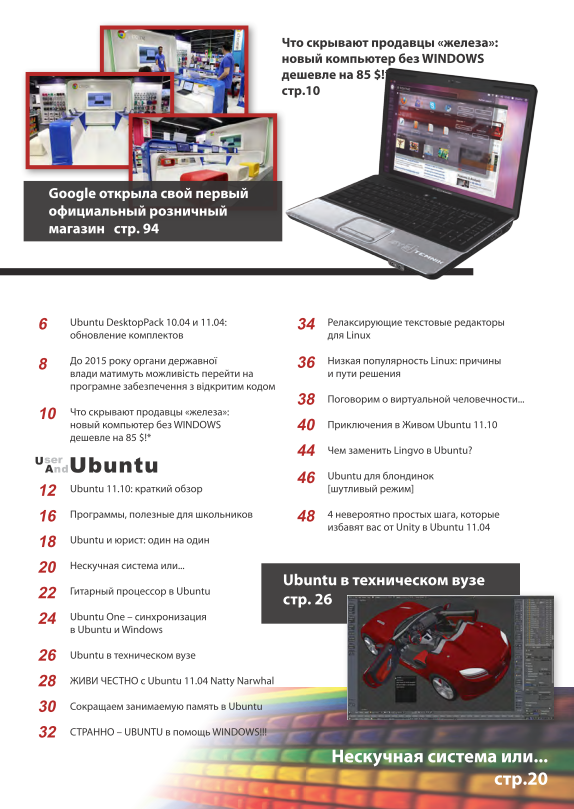 Что скрывают продавцы «железа»:
новый компьютер без WINDOWS
дешевле на 85 $!*
стр.10
Google открыла свой первый
официальный розничный
магазин стр. 94
6 Ubuntu DesktopPack 10.04 и 11.04:
обновление комплектов
8 До 2015 року органи державної
влади матимуть можливість перейти на
програмне забезпечення з відкритим кодом
10 Что скрывают продавцы «железа»:
новый компьютер без WINDOWS
дешевле на 85 $!*
User
And Ubuntu
12 Ubuntu 11.10: краткий обзор
16 Программы, полезные для школьников
18 Ubuntu и юрист: один на один
20 Нескучная система или...
22 Гитарный процессор в Ubuntu
24 Ubuntu One – синхронизация
в Ubuntu и Windows
26 Ubuntu в техническом вузе
28 ЖИВИ ЧЕСТНО с Ubuntu 11.04 Natty Narwhal
30 Сокращаем занимаемую память в Ubuntu
32 СТРАННО – UBUNTU в помощь WINDOWS!!!
34 Релаксирующие текстовые редакторы
для Linux
36 Низкая популярность Linux: причины
и пути решения
38 Поговорим о виртуальной человечности...
40 Приключения в Живом Ubuntu 11.10
44 Чем заменить Lingvo в Ubuntu?
46 Ubuntu для блондинок
[шутливый режим]
48 4 невероятно простых шага, которые
избавят вас от Unity в Ubuntu 11.04
Ubuntu в техническом вузе
стр. 26
Нескучная система или...
стр.20